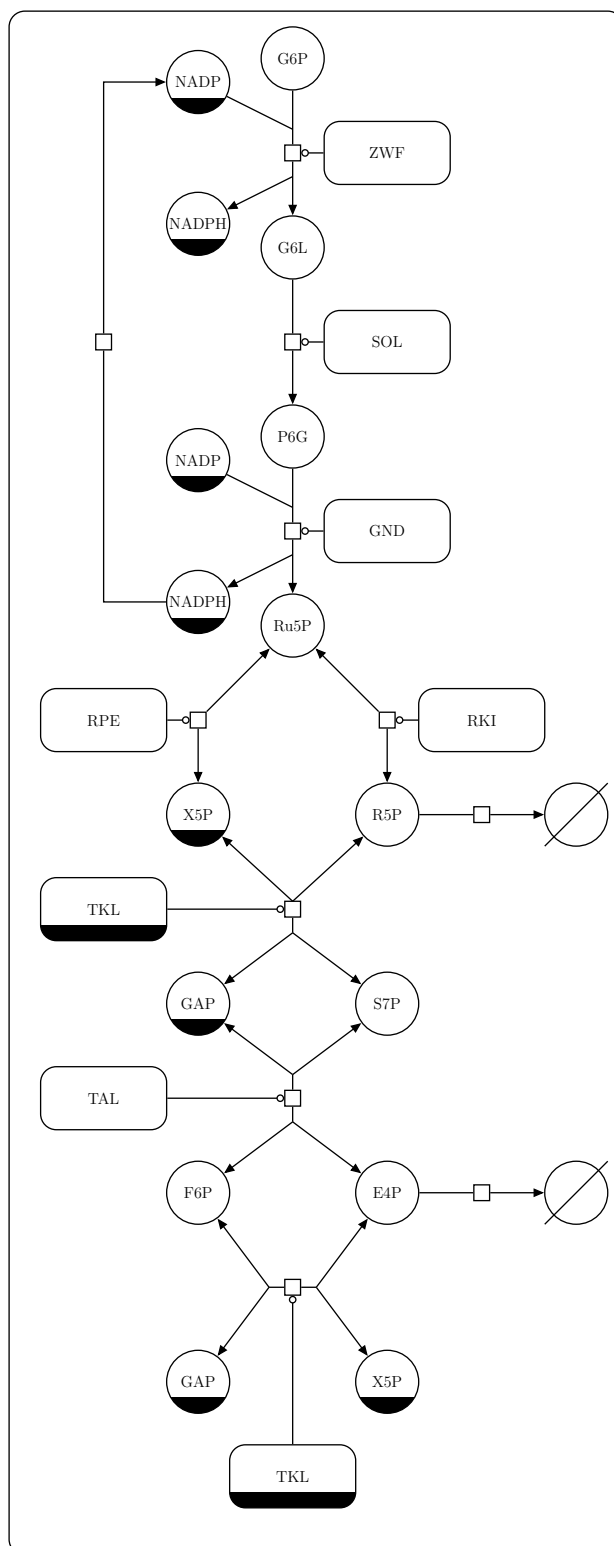 G6P
NADP
ZWF
NADPH
G6L
SOL
P6G
NADP
GND
NADPH
Ru5P
RPE
RKI
X5P
R5P
TKL
GAP
S7P
TAL
F6P
E4P
GAP
X5P
TKL